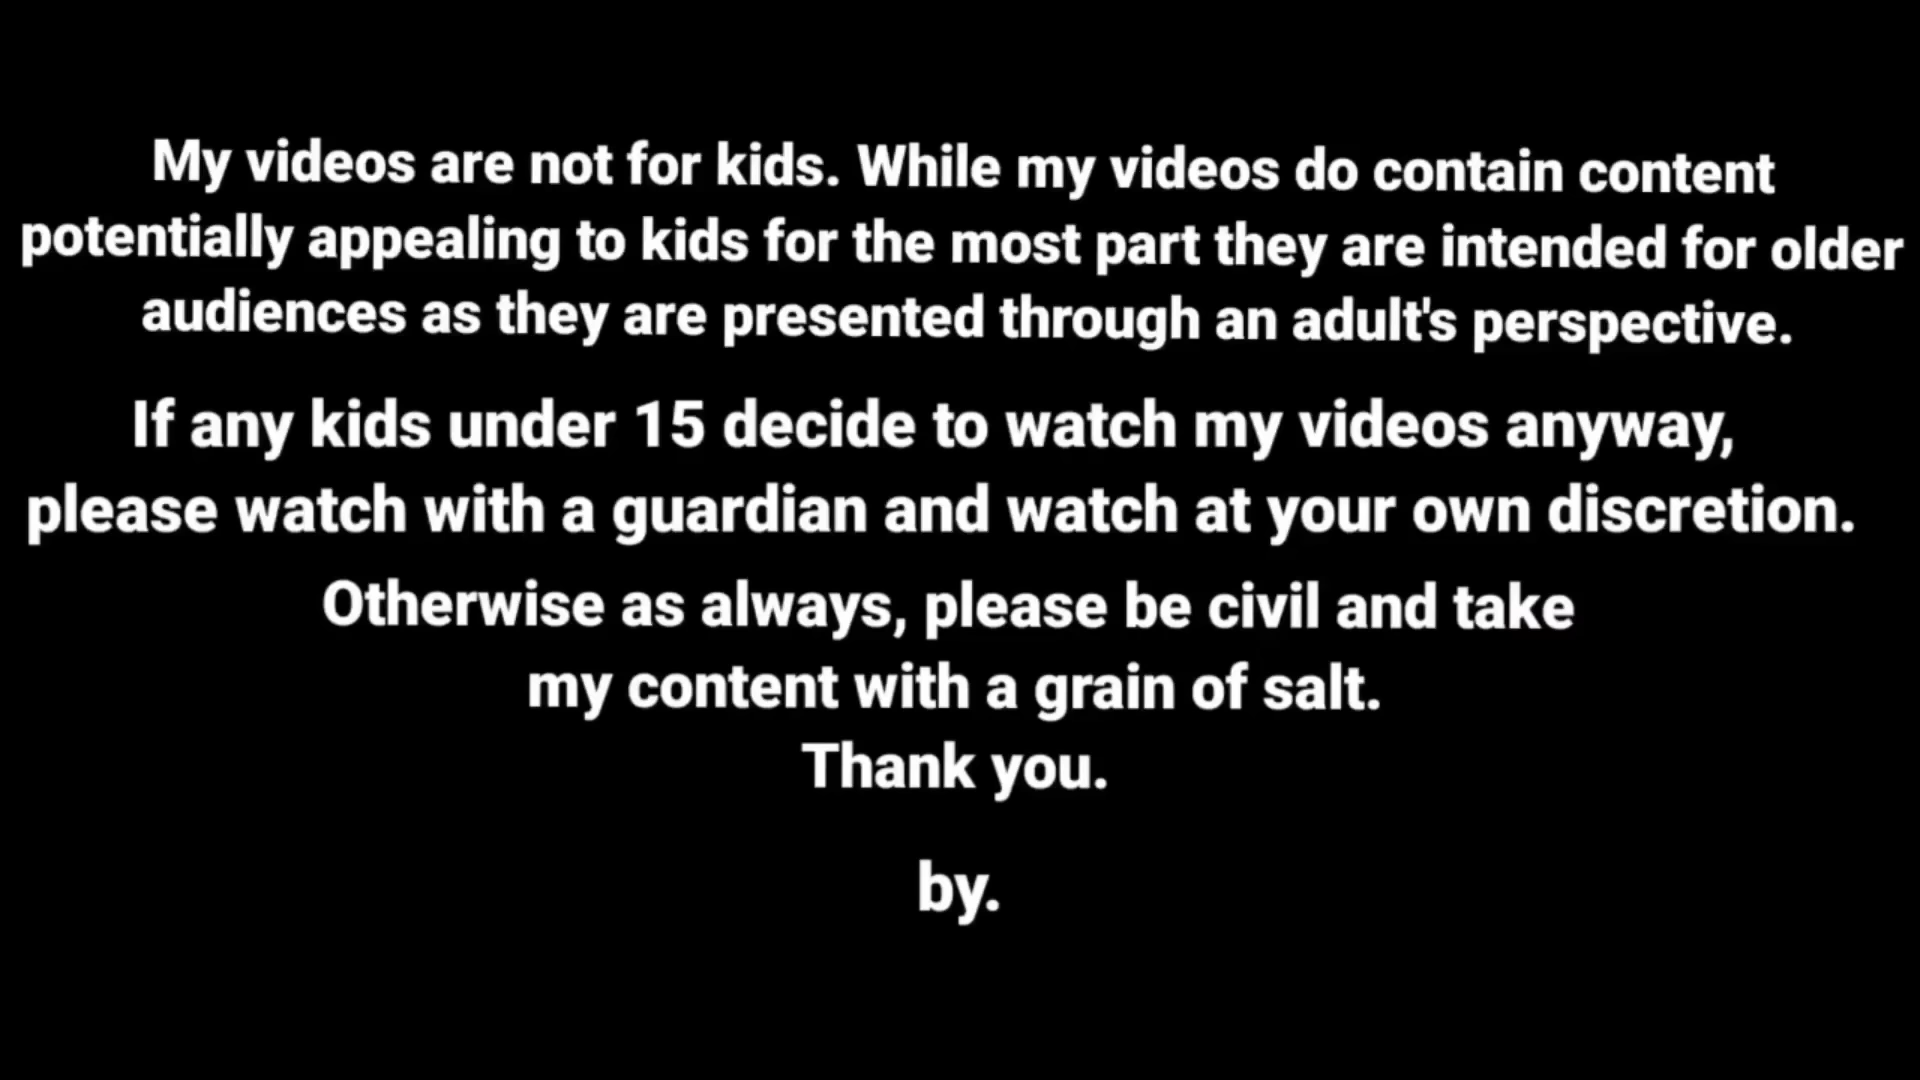 My videos are not for kids. While my videos do contain content
potentially appealing to kids for the most part they are intended for older
audiences as they are presented through an adult's perspective.
If any kids under 15 decide to watch my videos anyway,
please watch with a guardian and watch at your own discretion.
Otherwise as always, please be civil and take
my content with a grain of salt.
Thank you.
by.